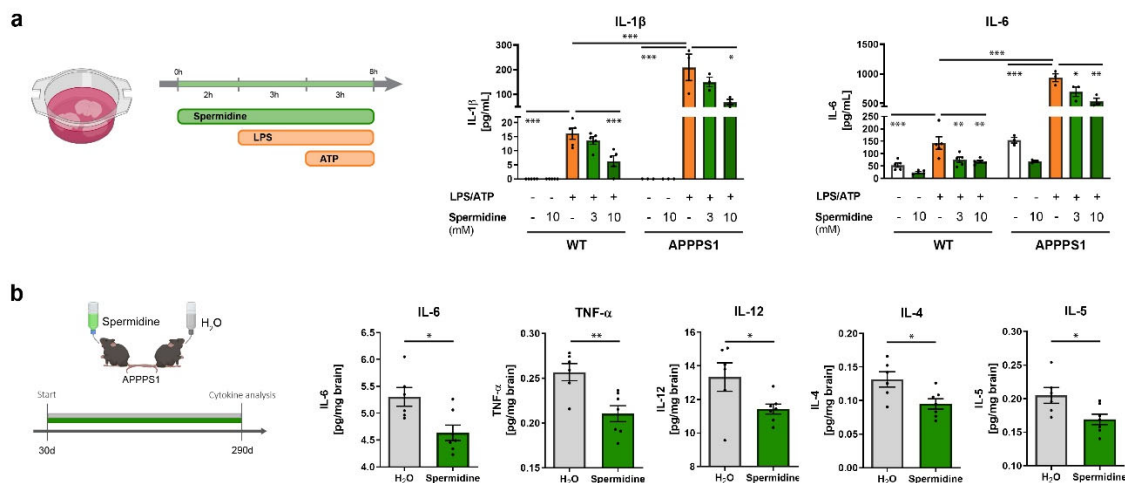 a
0h
8h
2h
3h
3h
Spermidine
LPS
ATP
IL-1β
IL-1β
[pg/mL]
300
200
100
20
15
10
5
0
***
***
***
***
*
LPS/ATP
- - + + + - - + + +
Spermidine
(mM)
- 10 - 3 10 - 10 - 3 10
WT
APPPS1
IL-6
IL-6
[pg/mL]
1500
1000
500
250
200
150
100
50
0
***
***
**
**
***
*
**
LPS/ATP
- - + + + - - + + +
Spermidine
(mM)
- 10 - 3 10 - 10 - 3 10
WT
APPPS1
b
Spermidine
H2O
APPPS1
Start
Cytokine analysis
30d
290d
IL-6
IL-6
[pg/mg brain]
6.5
6.0
5.5
5.0
4.5
4.0
*
H2O
Spermidine
TNF-α
TNF-α
[pg/mg brain]
0.30
0.25
0.20
0.15
**
H2O
Spermidine
IL-12
IL-12
[pg/mg brain]
16
14
12
10
8
*
H2O
Spermidine
IL-4
IL-4
[pg/mg brain]
0.20
0.15
0.10
0.05
0.00
*
H2O
Spermidine
IL-5
IL-5
[pg/mg brain]
0.30
0.25
0.20
0.15
0.10
*
H2O
Spermidine